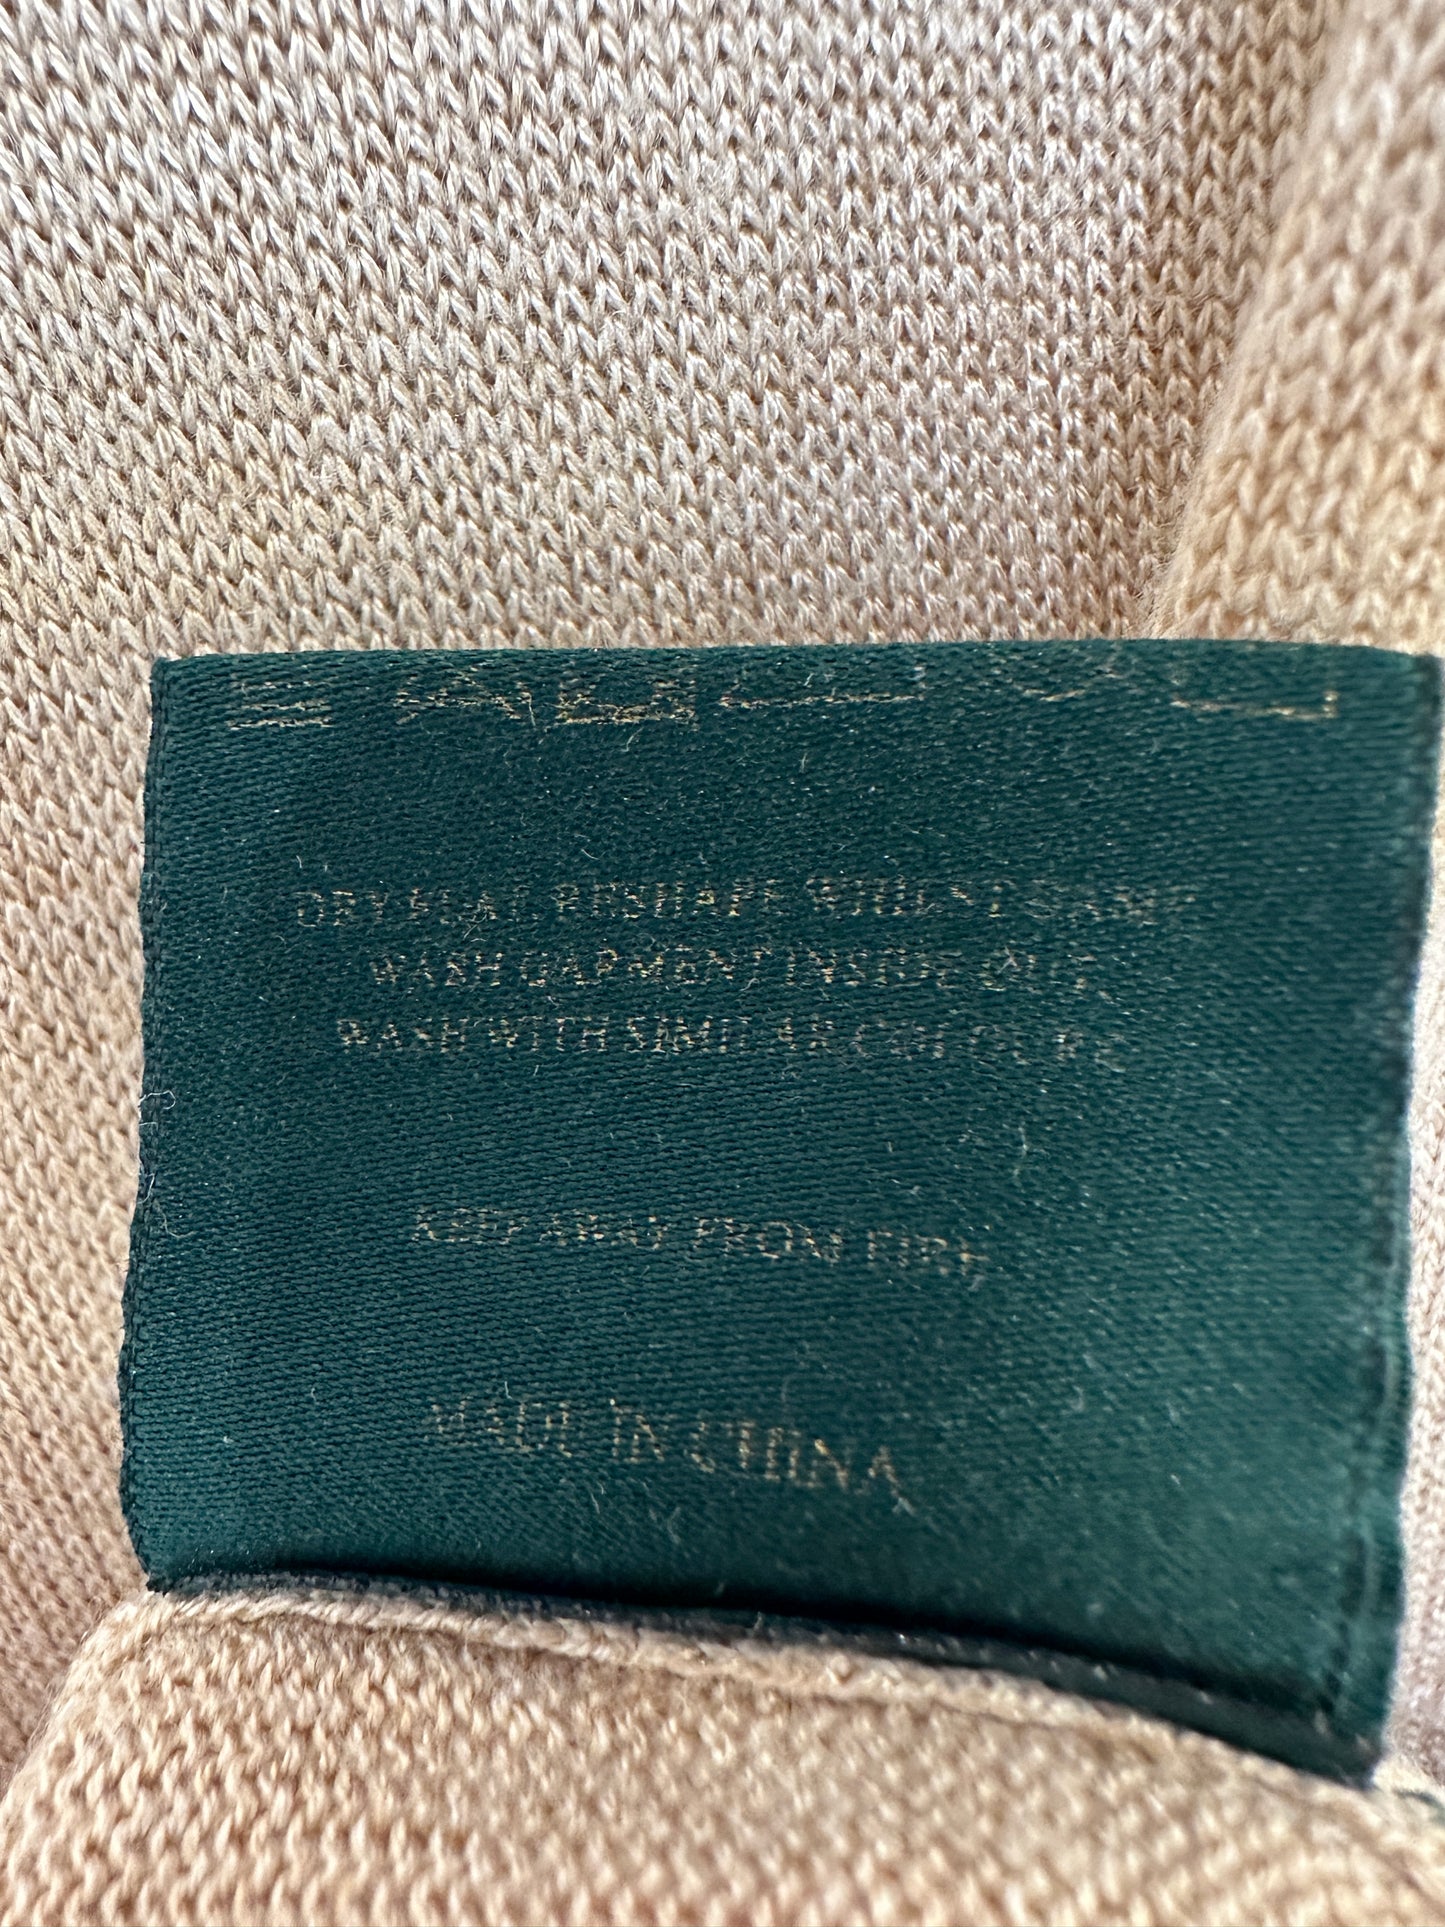 DRY FLAT, RESHAPE WHILST DAMP
WASH GARMENT INSIDE OUT,
WASH WITH SIMILAR COLOURS
KEEP AWAY FROM FIRE
MADE IN CHINA